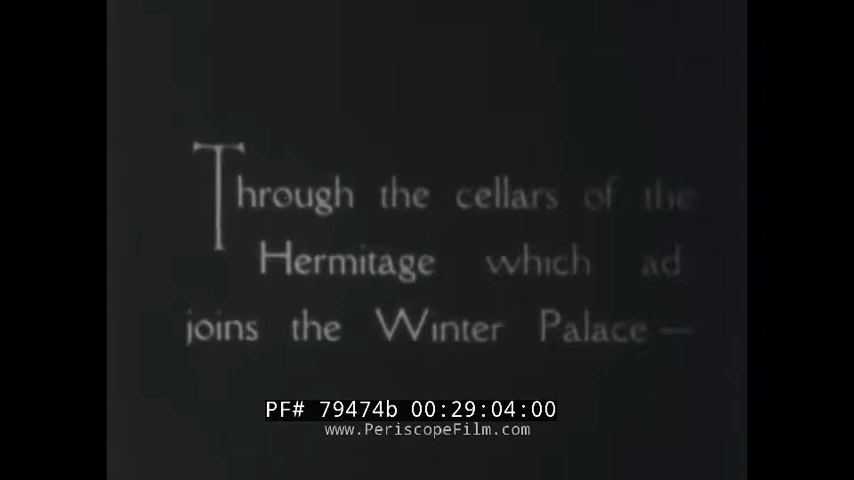 Through the cellars of the
Hermitage which ad
joins the Winter Palace—
PF# 79474b 00:29:04:00
www.PeriscopeFilm.com